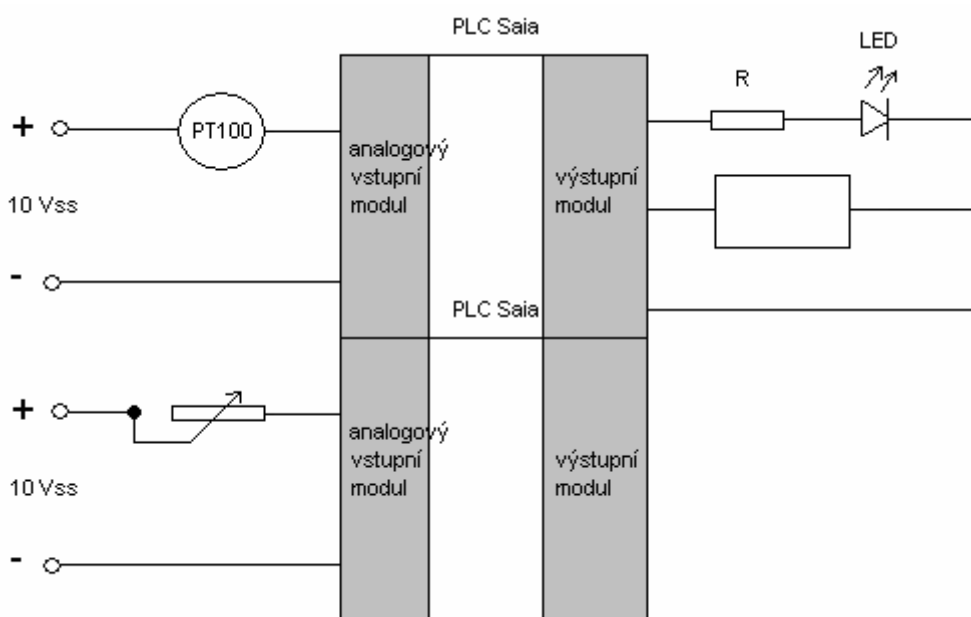 PLC Saia
LED
R
+
PT100
analogový
vstupní
modul
výstupní
modul
10 Vss
-
PLC Saia
+
analogový
vstupní
modul
výstupní
modul
10 Vss
-